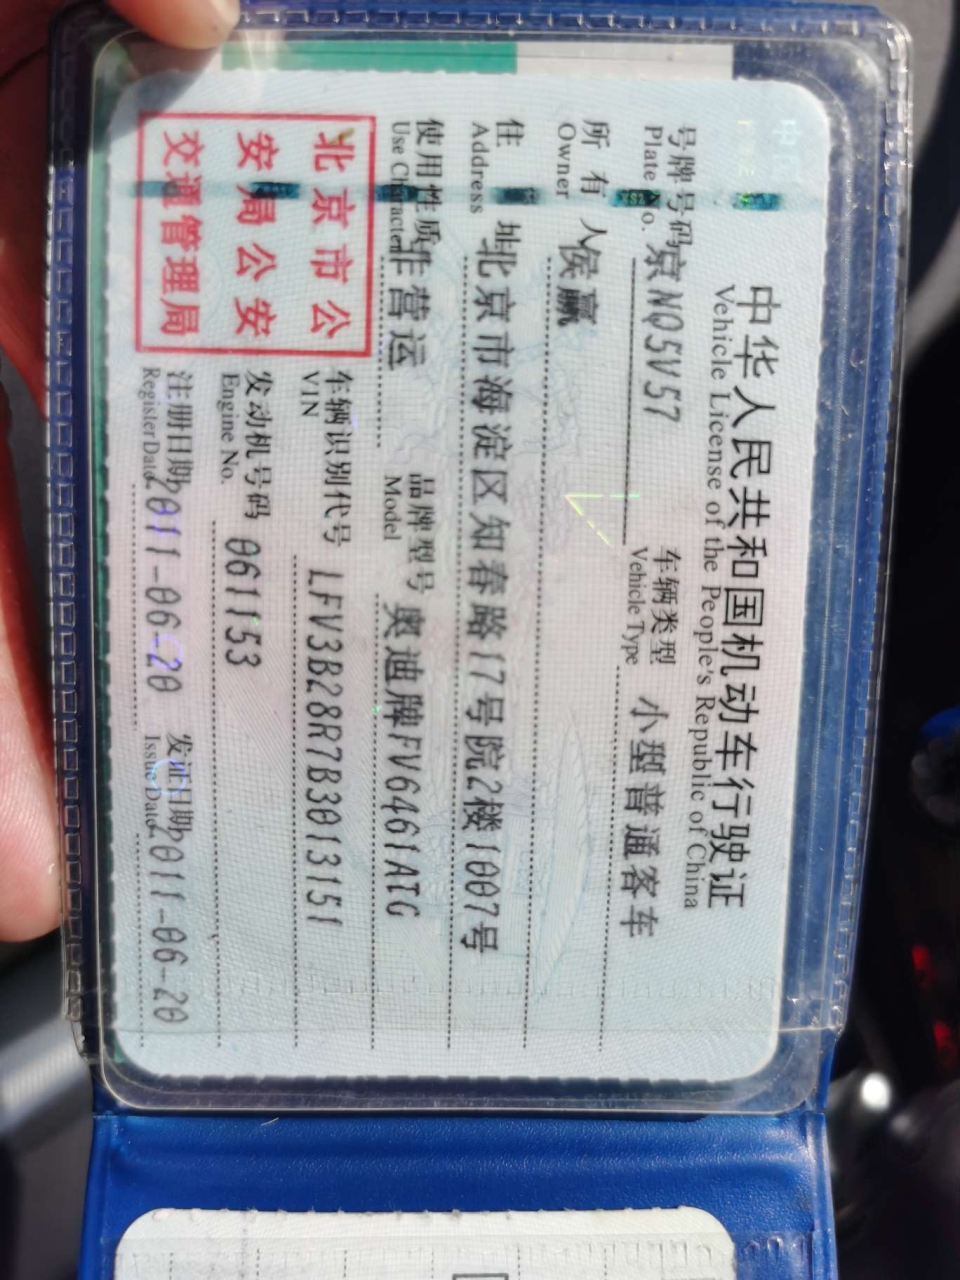 中华人民共和国机动车行驶证
Vehicle License of the People's Republic of China
号牌号码 京NQ5V57 车辆类型 小型普通客车
Plate No. Vehicle Type
所有人 侯赢
Owner
住址 北京市海淀区知春路17号院2楼1007号
Address
使用性质 非营运 品牌型号 奥迪牌FV6461ATG
Use Character Model
北京市公
安局公安
交通管理局
车辆识别代号 LFV3B28R7B3013151
VIN
发动机号码 061153
Engine No.
注册日期 2011-06-20 发证日期 2011-06-20
Register Date Issue Date